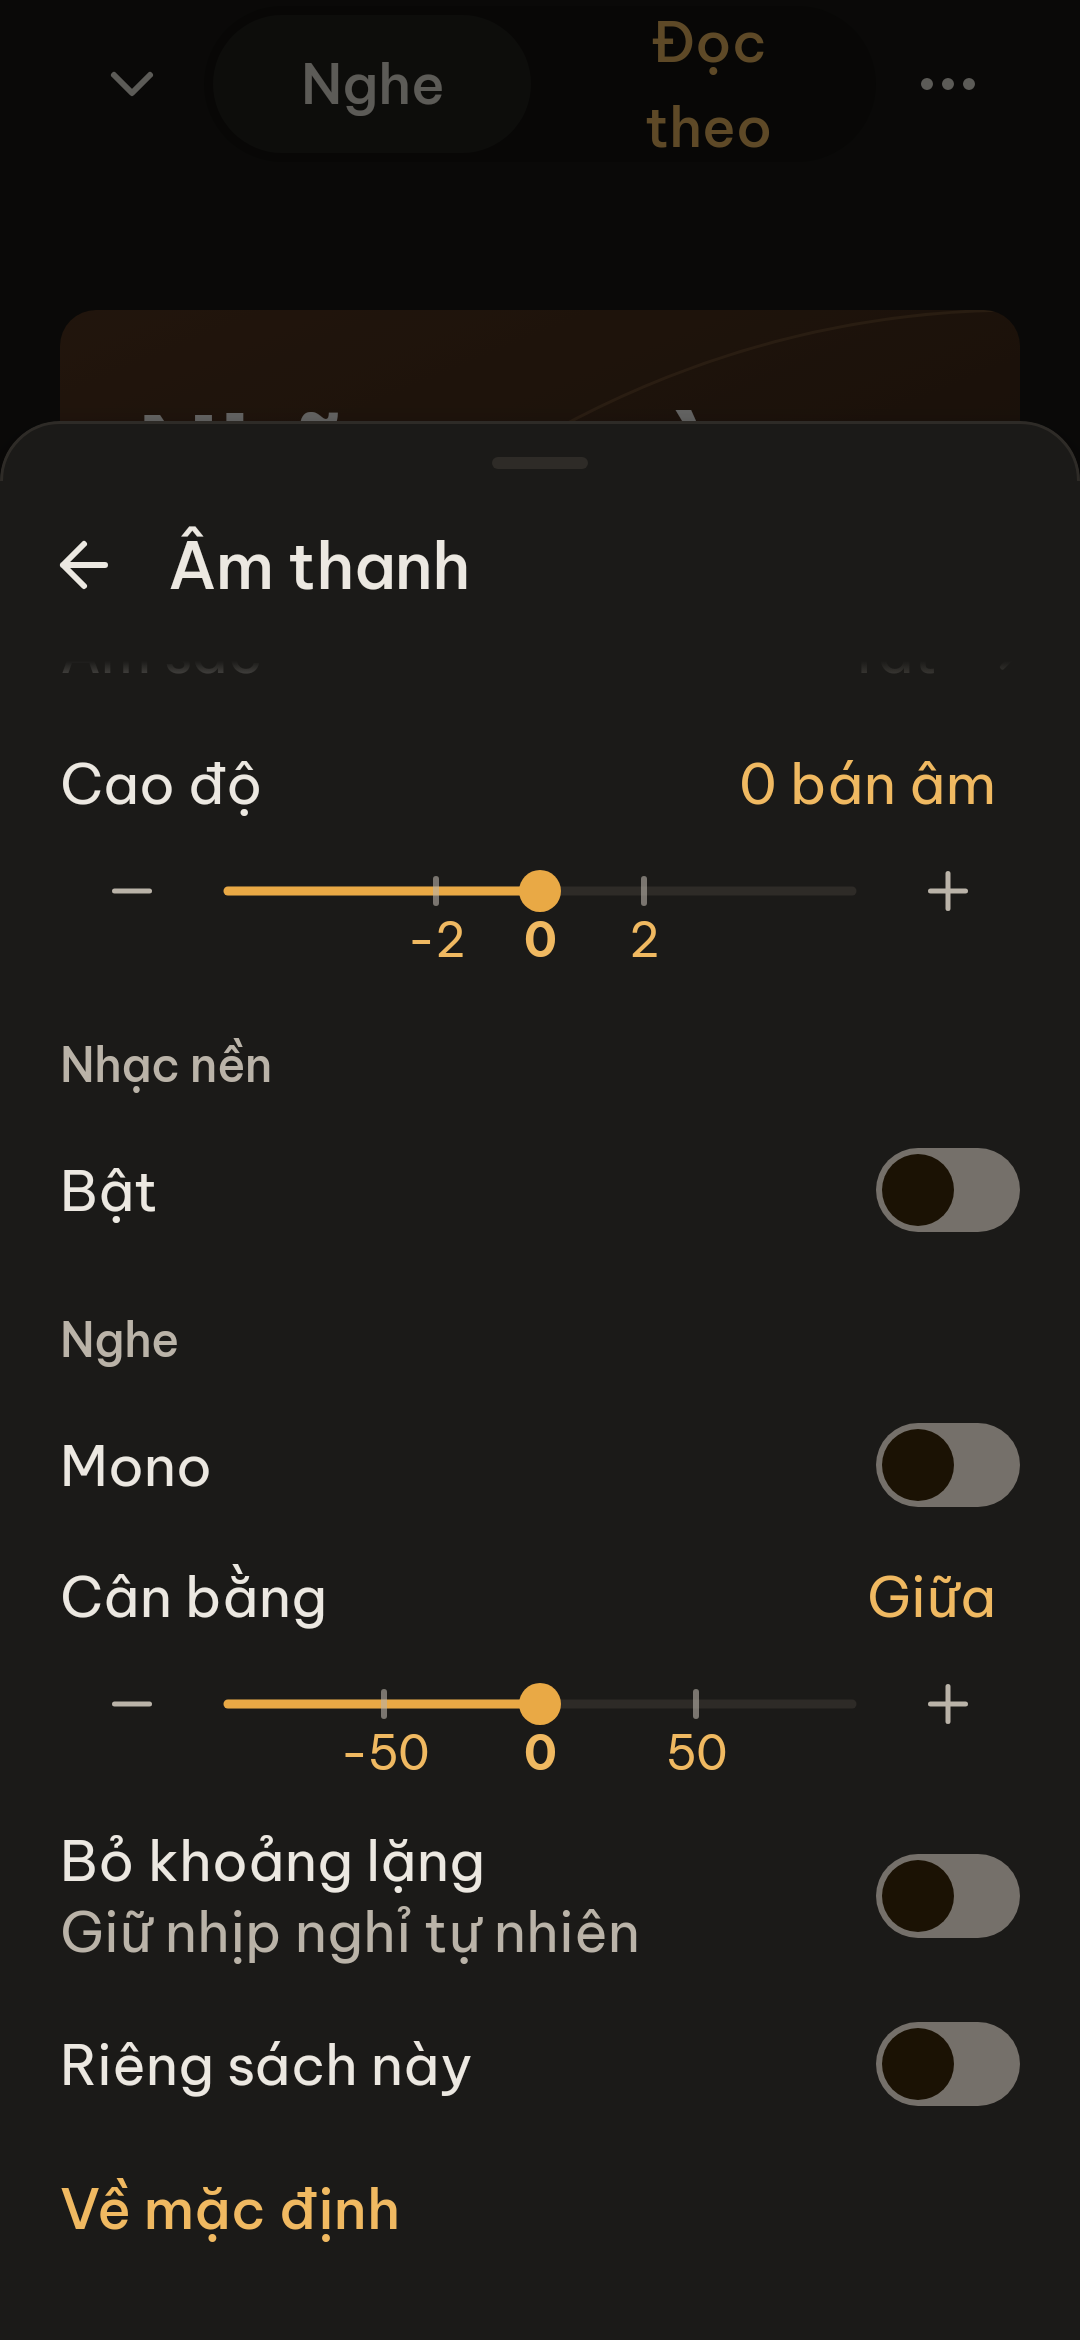 Nghe
Đọc
theo
Âm thanh
Cao độ
0 bán âm
-2 0 2
Nhạc nền
Bật
Nghe
Mono
Cân bằng
Giữa
-50 0 50
Bỏ khoảng lặng
Giữ nhịp nghỉ tự nhiên
Riêng sách này
Về mặc định